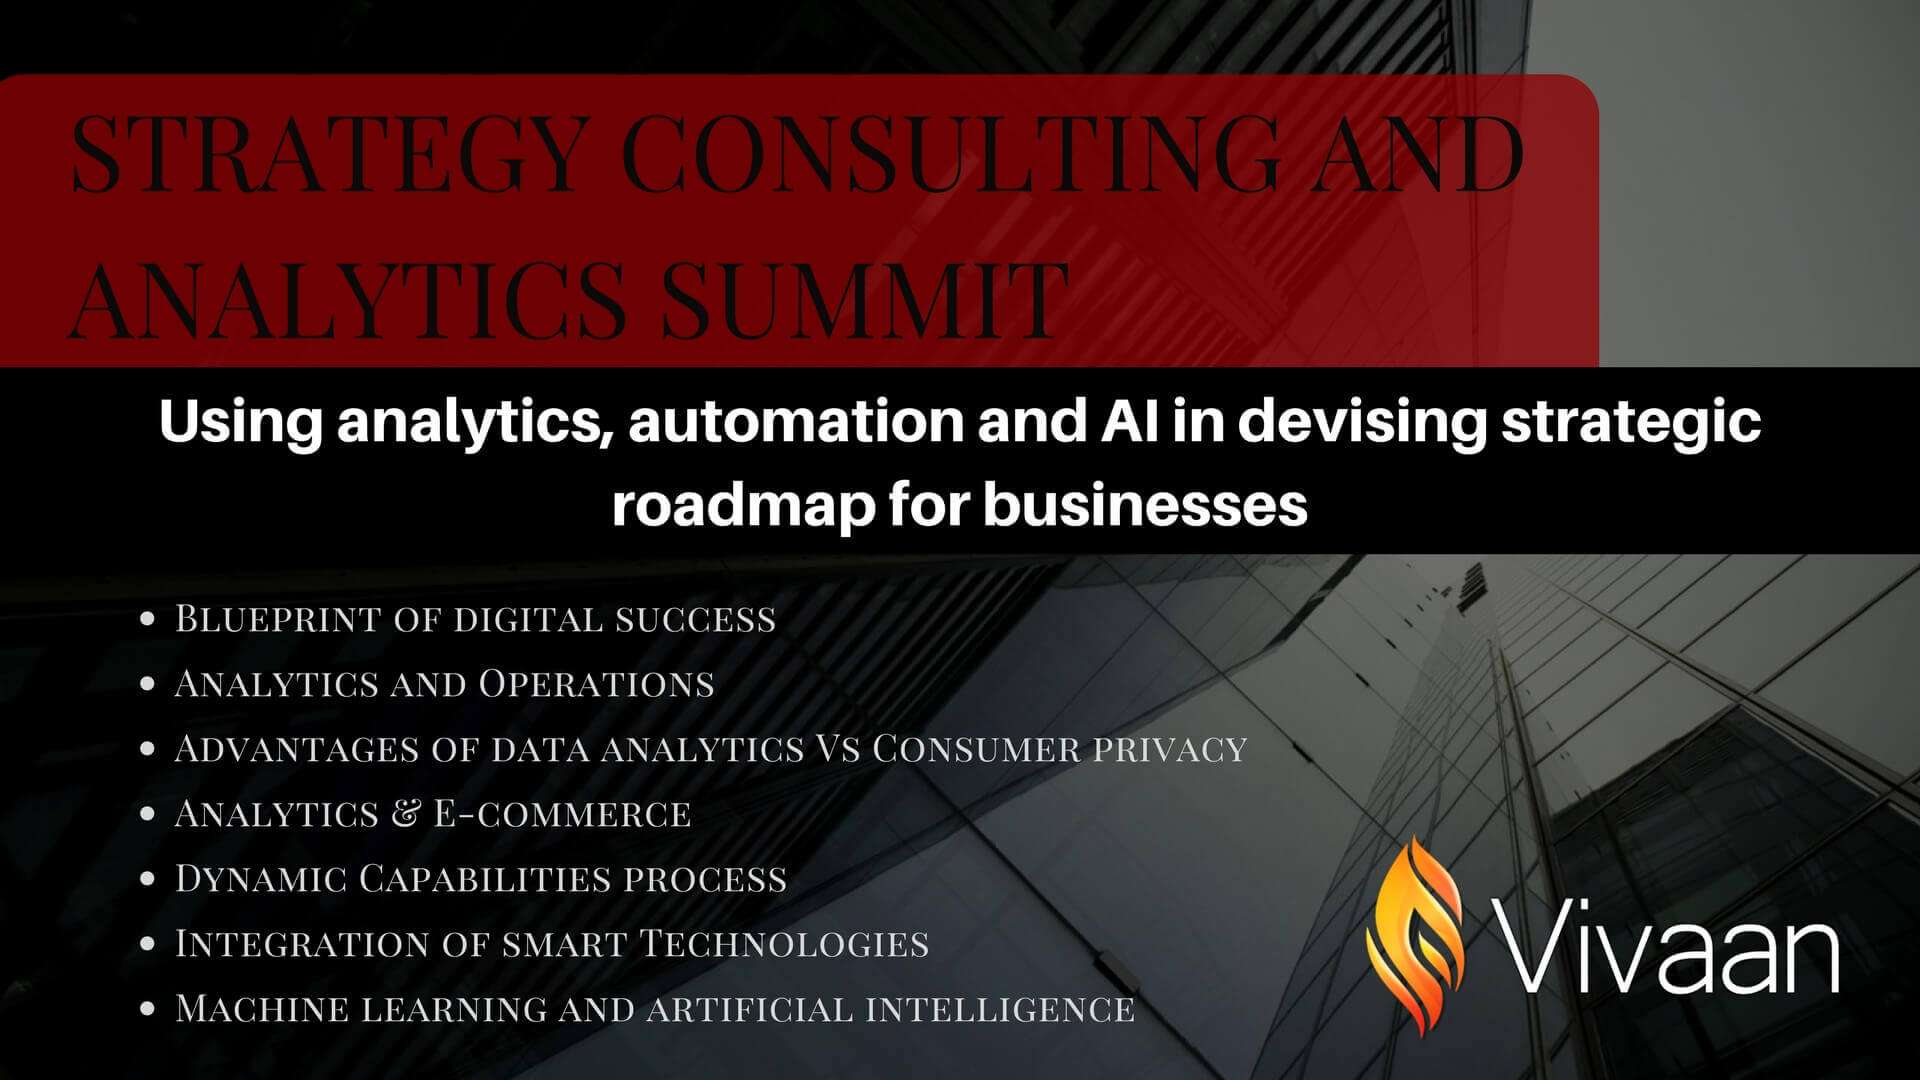 STRATEGY CONSULTING AND
ANALYTICS SUMMIT
Using analytics, automation and AI in devising strategic
roadmap for businesses
• Blueprint of digital success
• Analytics and Operations
• Advantages of data analytics Vs Consumer privacy
• Analytics & E-commerce
• Dynamic Capabilities process
• Integration of smart Technologies
• Machine learning and artificial intelligence
Vivaan